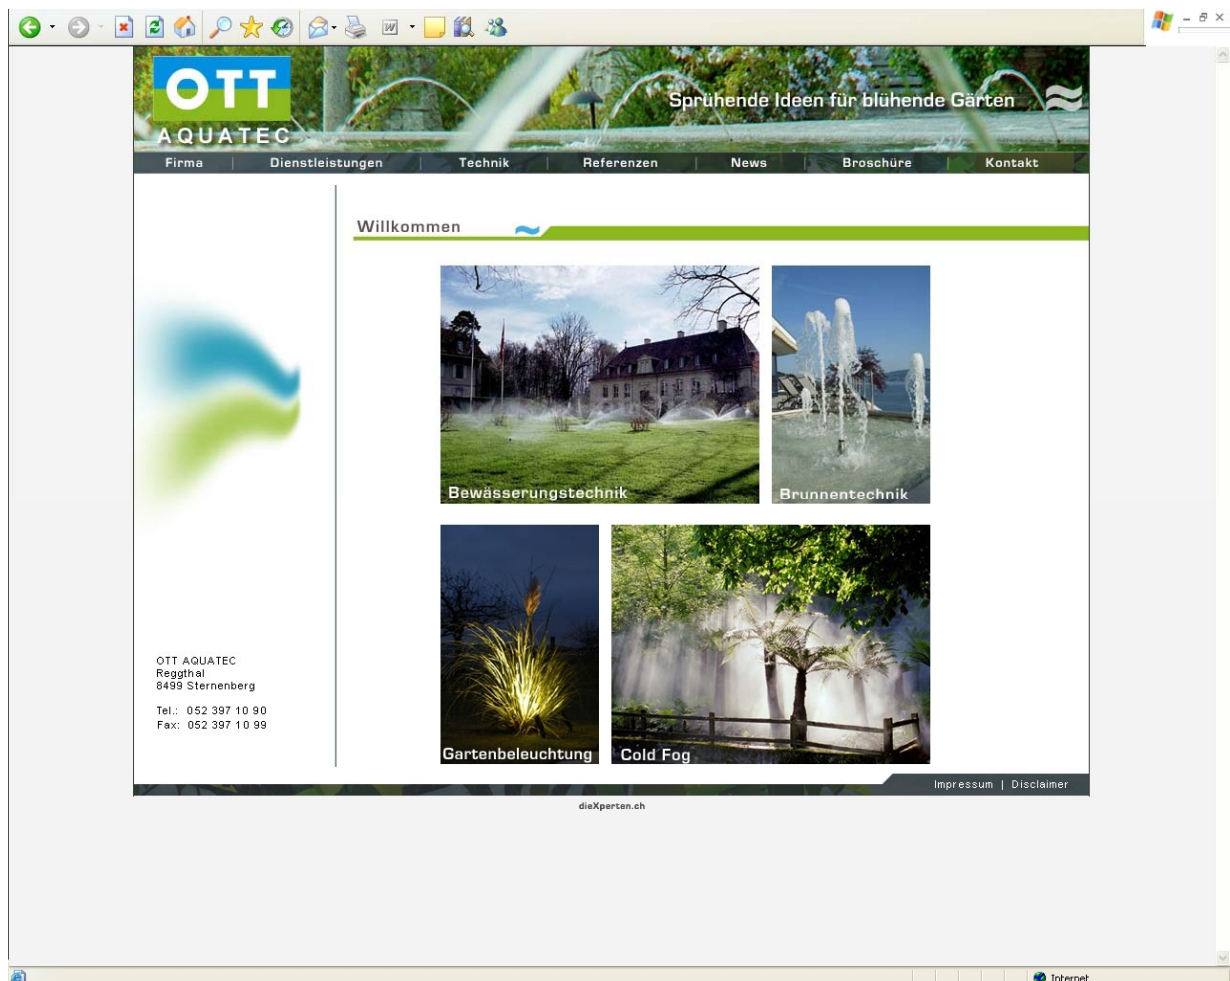 OTT
AQUATEC
Sprühende Ideen für blühende Gärten
Firma | Dienstleistungen | Technik | Referenzen | News | Broschüre | Kontakt
Willkommen
Bewässerungstechnik
Brunnentechnik
Gartenbeleuchtung
Cold Fog
OTT AQUATEC
Reggthal
8499 Sternenberg
Tel.: 052 397 10 90
Fax: 052 397 10 99
Impressum | Disclaimer
dieXperten.ch
Internet